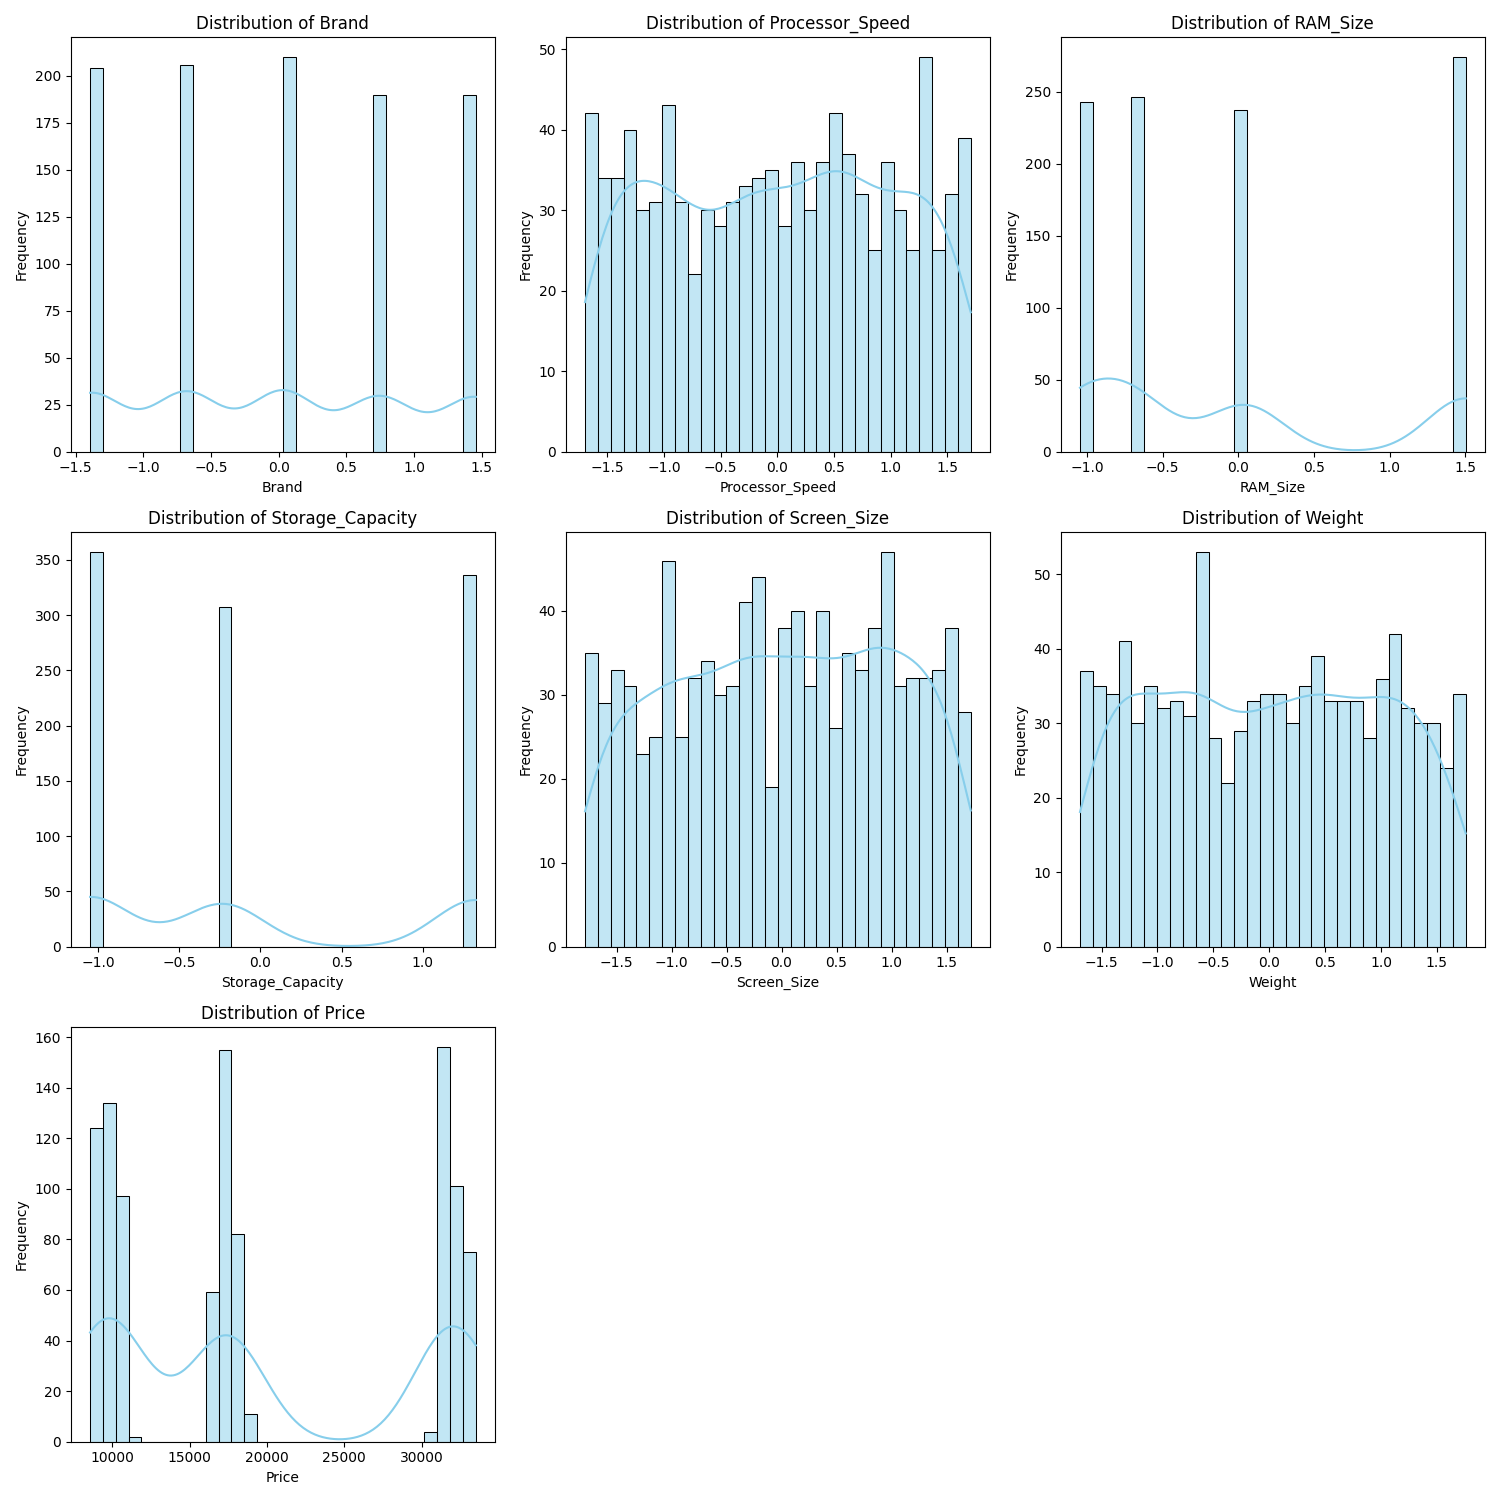 Distribution of Brand
Frequency
200
175
150
125
100
75
50
25
0
−1.5 −1.0 −0.5 0.0 0.5 1.0 1.5
Brand
Distribution of Processor_Speed
Frequency
50
40
30
20
10
0
−1.5 −1.0 −0.5 0.0 0.5 1.0 1.5
Processor_Speed
Distribution of RAM_Size
Frequency
250
200
150
100
50
0
−1.0 −0.5 0.0 0.5 1.0 1.5
RAM_Size
Distribution of Storage_Capacity
Frequency
350
300
250
200
150
100
50
0
−1.0 −0.5 0.0 0.5 1.0
Storage_Capacity
Distribution of Screen_Size
Frequency
40
30
20
10
0
−1.5 −1.0 −0.5 0.0 0.5 1.0 1.5
Screen_Size
Distribution of Weight
Frequency
50
40
30
20
10
0
−1.5 −1.0 −0.5 0.0 0.5 1.0 1.5
Weight
Distribution of Price
Frequency
160
140
120
100
80
60
40
20
0
10000 15000 20000 25000 30000
Price